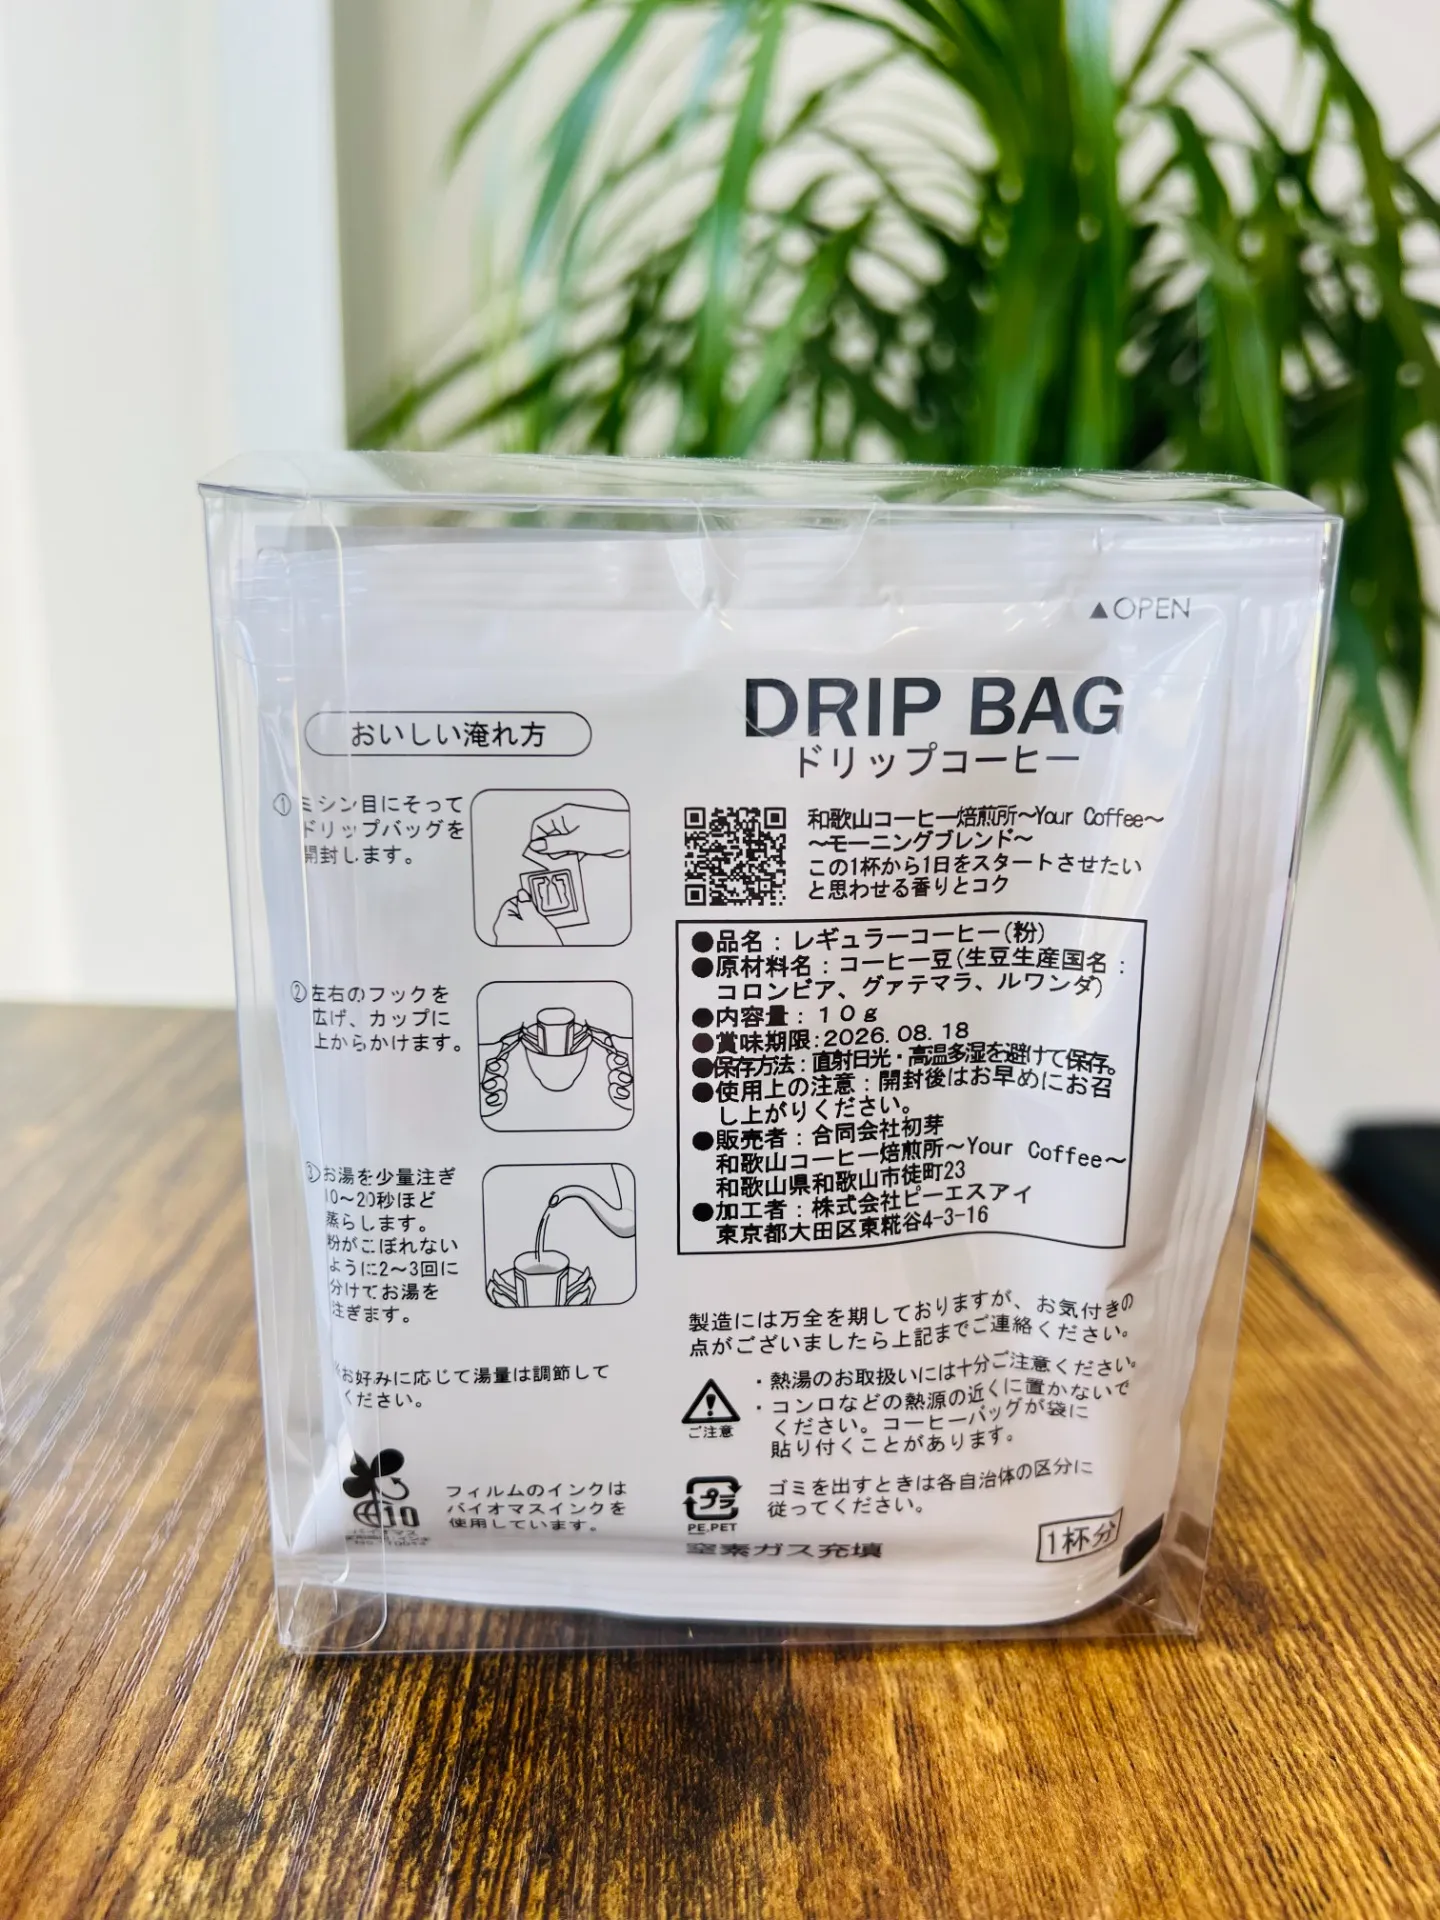 ▲OPEN
DRIP BAG
ドリップコーヒー
おいしい淹れ方
①ミシン目にそって
ドリップバッグを
開封します。
②左右のフックを
広げ、カップに
上からかけます。
③お湯を少量注ぎ
10〜20秒ほど
蒸らします。
粉がこぼれない
ように2〜3回に
分けてお湯を
注ぎます。
※お好みに応じて湯量は調節して
ください。
フィルムのインクは
バイオマスインクを
使用しています。
和歌山コーヒー焙煎所〜Your Coffee〜
〜モーニングブレンド〜
この1杯から1日をスタートさせたい
と思わせる香りとコク
●品名：レギュラーコーヒー(粉)
●原材料名：コーヒー豆(生豆生産国名：
コロンビア、グァテマラ、ルワンダ)
●内容量：１０ｇ
●賞味期限:2026.08.18
●保存方法：直射日光・高温多湿を避けて保存。
●使用上の注意：開封後はお早めにお召
し上がりください。
●販売者：合同会社初芽
和歌山コーヒー焙煎所〜Your Coffee〜
和歌山県和歌山市徒町23
●加工者：株式会社ピーエスアイ
東京都大田区東糀谷4-3-16
製造には万全を期しておりますが、お気付きの
点がございましたら上記までご連絡ください。
ご注意
・熱湯のお取扱いには十分ご注意ください。
・コンロなどの熱源の近くに置かないで
ください。コーヒーバッグが袋に
貼り付くことがあります。
プラ
PE.PET
ゴミを出すときは各自治体の区分に
従ってください。
窒素ガス充填
1杯分